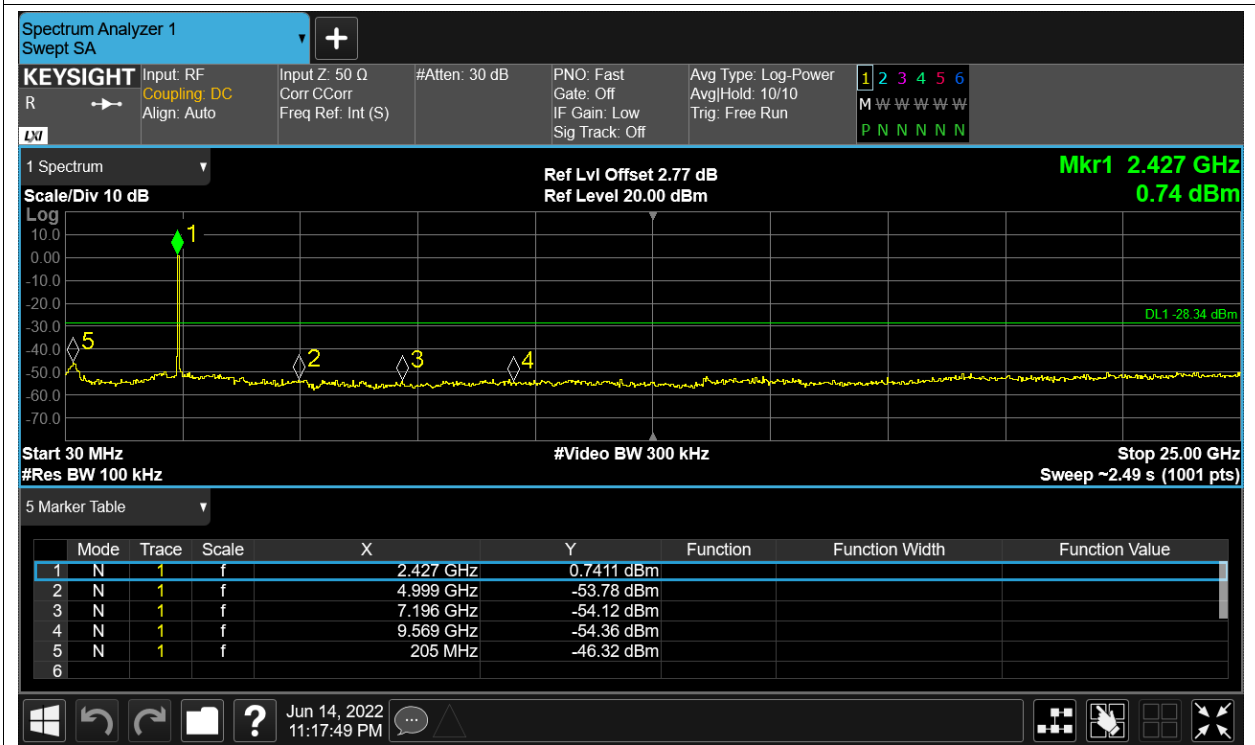 Spectrum Analyzer 1
Swept SA
KEYSIGHT Input: RF Input Z: 50 Ω #Atten: 30 dB PNO: Fast Avg Type: Log-Power 1 2 3 4 5 6
R Coupling: DC Corr CCorr Gate: Off Avg|Hold: 10/10 M W W W W W
Align: Auto Freq Ref: Int (S) IF Gain: Low Trig: Free Run
LXI Sig Track: Off P N N N N N
1 Spectrum Ref Lvl Offset 2.77 dB Mkr1 2.427 GHz
Scale/Div 10 dB Ref Level 20.00 dBm 0.74 dBm
Log
10.0 1
0.00
-10.0
-20.0
DL1 -28.34 dBm
-30.0
-40.0 5
2 3 4
-50.0
-60.0
-70.0
Start 30 MHz #Video BW 300 kHz Stop 25.00 GHz
#Res BW 100 kHz Sweep ~2.49 s (1001 pts)
5 Marker Table
Mode Trace Scale X Y Function Function Width Function Value
1 N 1 f 2.427 GHz 0.7411 dBm
2 N 1 f 4.999 GHz -53.78 dBm
3 N 1 f 7.196 GHz -54.12 dBm
4 N 1 f 9.569 GHz -54.36 dBm
5 N 1 f 205 MHz -46.32 dBm
6
? Jun 14, 2022
11:17:49 PM